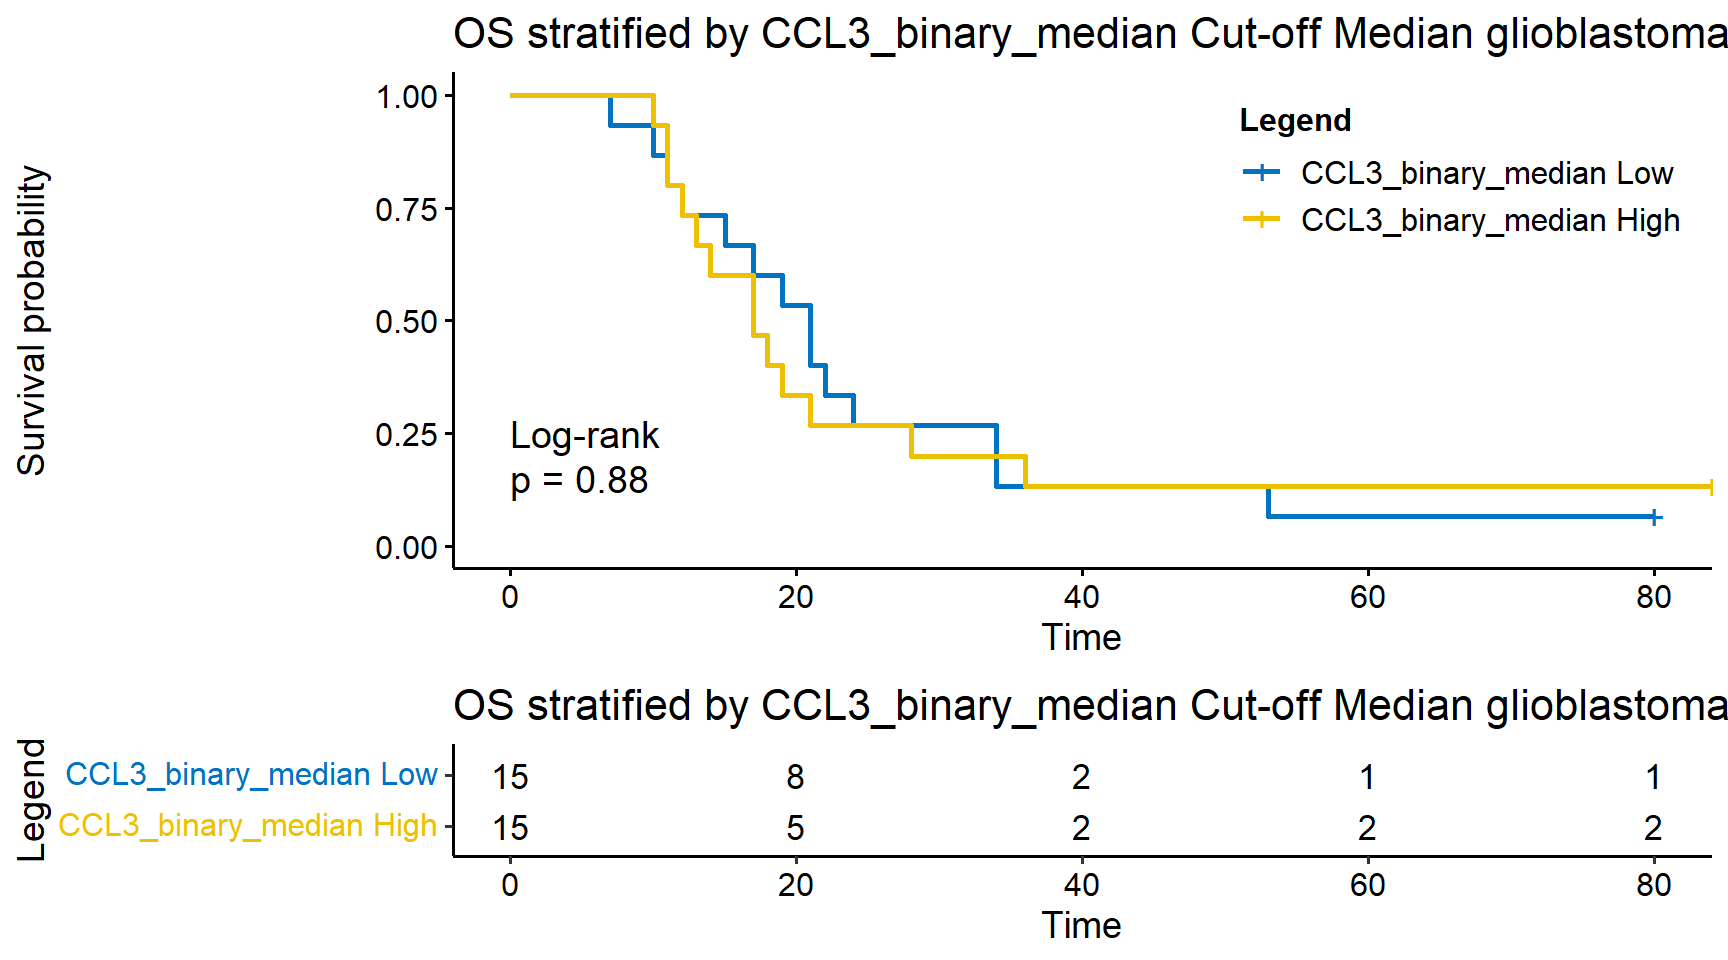 OS stratified by CCL3_binary_median Cut-off Median glioblastoma
Survival probability
1.00
0.75
0.50
0.25
0.00
Legend
CCL3_binary_median Low
CCL3_binary_median High
Log-rank
p = 0.88
0 20 40 60 80
Time
OS stratified by CCL3_binary_median Cut-off Median glioblastoma
Legend
CCL3_binary_median Low 15 8 2 1 1
CCL3_binary_median High 15 5 2 2 2
0 20 40 60 80
Time